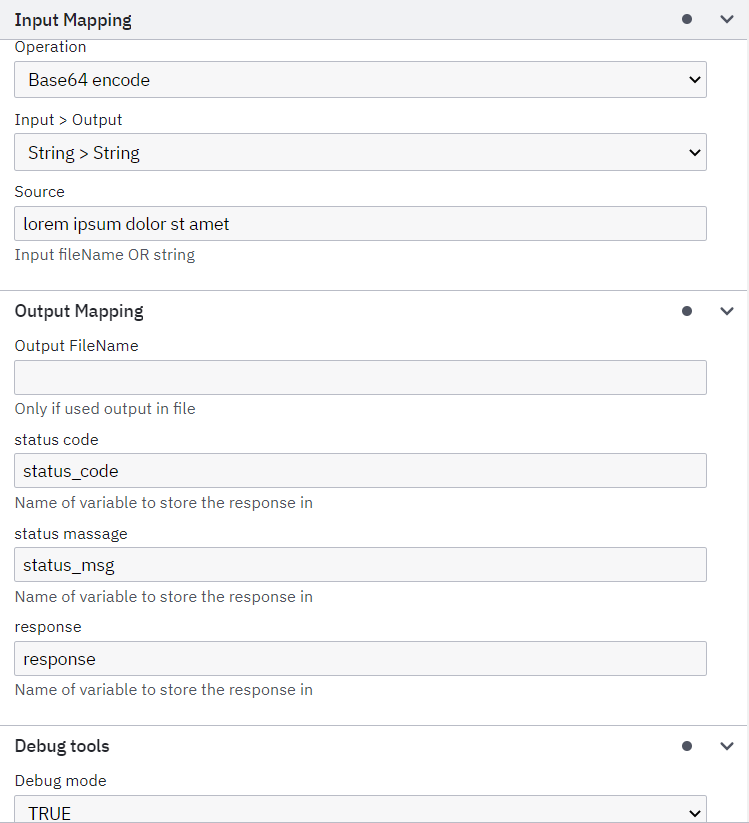 Input Mapping
Operation
Base64 encode
Input > Output
String > String
Source
lorem ipsum dolor st amet
Input fileName OR string
Output Mapping
Output FileName
Only if used output in file
status code
status_code
Name of variable to store the response in
status massage
status_msg
Name of variable to store the response in
response
response
Name of variable to store the response in
Debug tools
Debug mode
TRUE